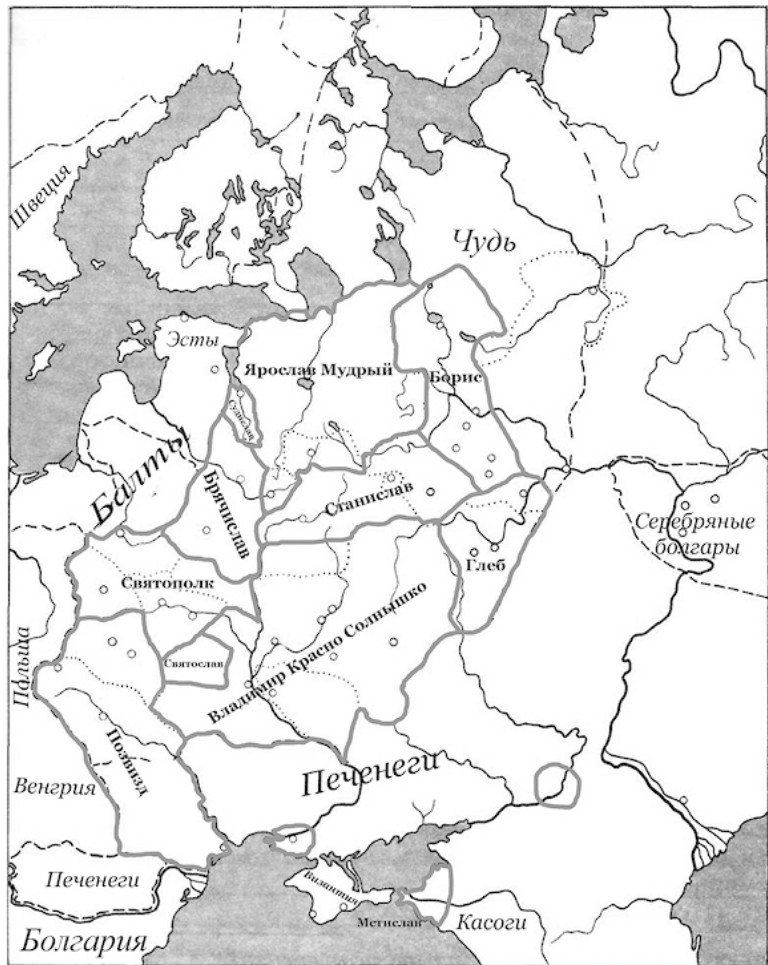 Швеция
Чудь
Эсты
Ярослав Мудрый
Борис
Судислав
Балты
Брячислав
Станислав
Серебряные
болгары
Святополк
Глеб
Святослав
Владимир Красно Солнышко
Польша
Позвизд
Печенеги
Венгрия
Печенеги
Византия
Мстислав
Касоги
Болгария